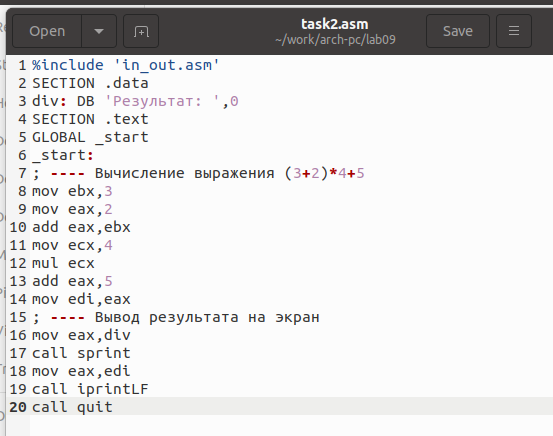 Open
task2.asm
~/work/arch-pc/lab09
Save
1 %include 'in_out.asm'
2 SECTION .data
3 div: DB 'Результат: ',0
4 SECTION .text
5 GLOBAL _start
6 _start:
7 ; ---- Вычисление выражения (3+2)*4+5
8 mov ebx,3
9 mov eax,2
10 add eax,ebx
11 mov ecx,4
12 mul ecx
13 add eax,5
14 mov edi,eax
15 ; ---- Вывод результата на экран
16 mov eax,div
17 call sprint
18 mov eax,edi
19 call iprintLF
20 call quit